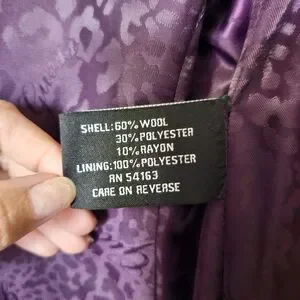 SHELL:60% WOOL
30% POLYESTER
10% RAYON
LINING:100% POLYESTER
RN 54163
CARE ON REVERSE